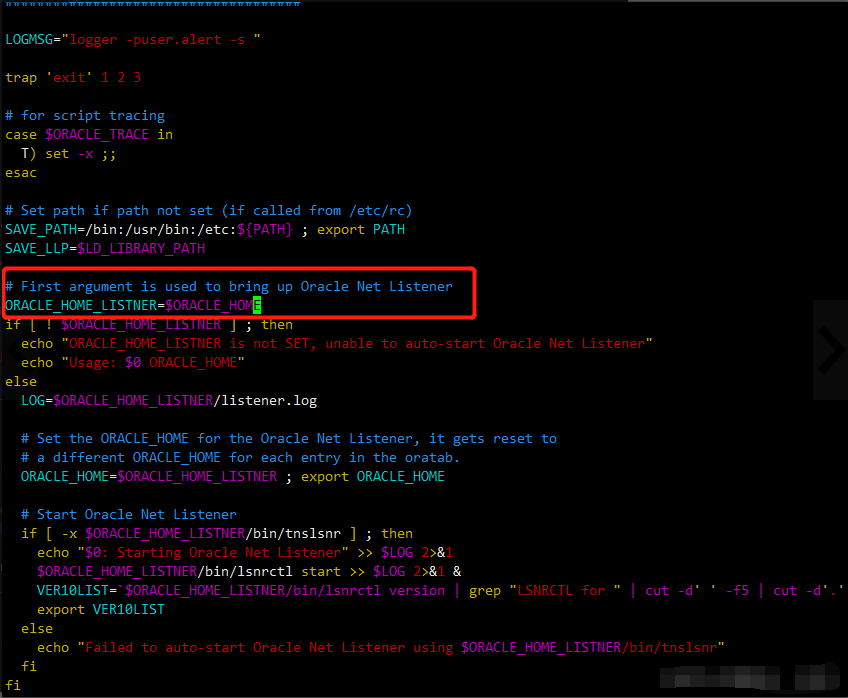 LOGMSG="logger -puser.alert -s "
trap 'exit' 1 2 3
# for script tracing
case $ORACLE_TRACE in
  T) set -x ;;
esac
# Set path if path not set (if called from /etc/rc)
SAVE_PATH=/bin:/usr/bin:/etc:${PATH} ; export PATH
SAVE_LLP=$LD_LIBRARY_PATH
# First argument is used to bring up Oracle Net Listener
ORACLE_HOME_LISTNER=$ORACLE_HOME
if [ ! $ORACLE_HOME_LISTNER ] ; then
  echo "ORACLE_HOME_LISTNER is not SET, unable to auto-start Oracle Net Listener"
  echo "Usage: $0 ORACLE_HOME"
else
  LOG=$ORACLE_HOME_LISTNER/listener.log
  # Set the ORACLE_HOME for the Oracle Net Listener, it gets reset to
  # a different ORACLE_HOME for each entry in the oratab.
  ORACLE_HOME=$ORACLE_HOME_LISTNER ; export ORACLE_HOME
  # Start Oracle Net Listener
  if [ -x $ORACLE_HOME_LISTNER/bin/tnslsnr ] ; then
    echo "$0: Starting Oracle Net Listener" >> $LOG 2>&1
    $ORACLE_HOME_LISTNER/bin/lsnrctl start >> $LOG 2>&1 &
    VER10LIST=`$ORACLE_HOME_LISTNER/bin/lsnrctl version | grep "LSNRCTL for " | cut -d' ' -f5 | cut -d'.'
    export VER10LIST
  else
    echo "Failed to auto-start Oracle Net Listener using $ORACLE_HOME_LISTNER/bin/tnslsnr"
  fi
fi